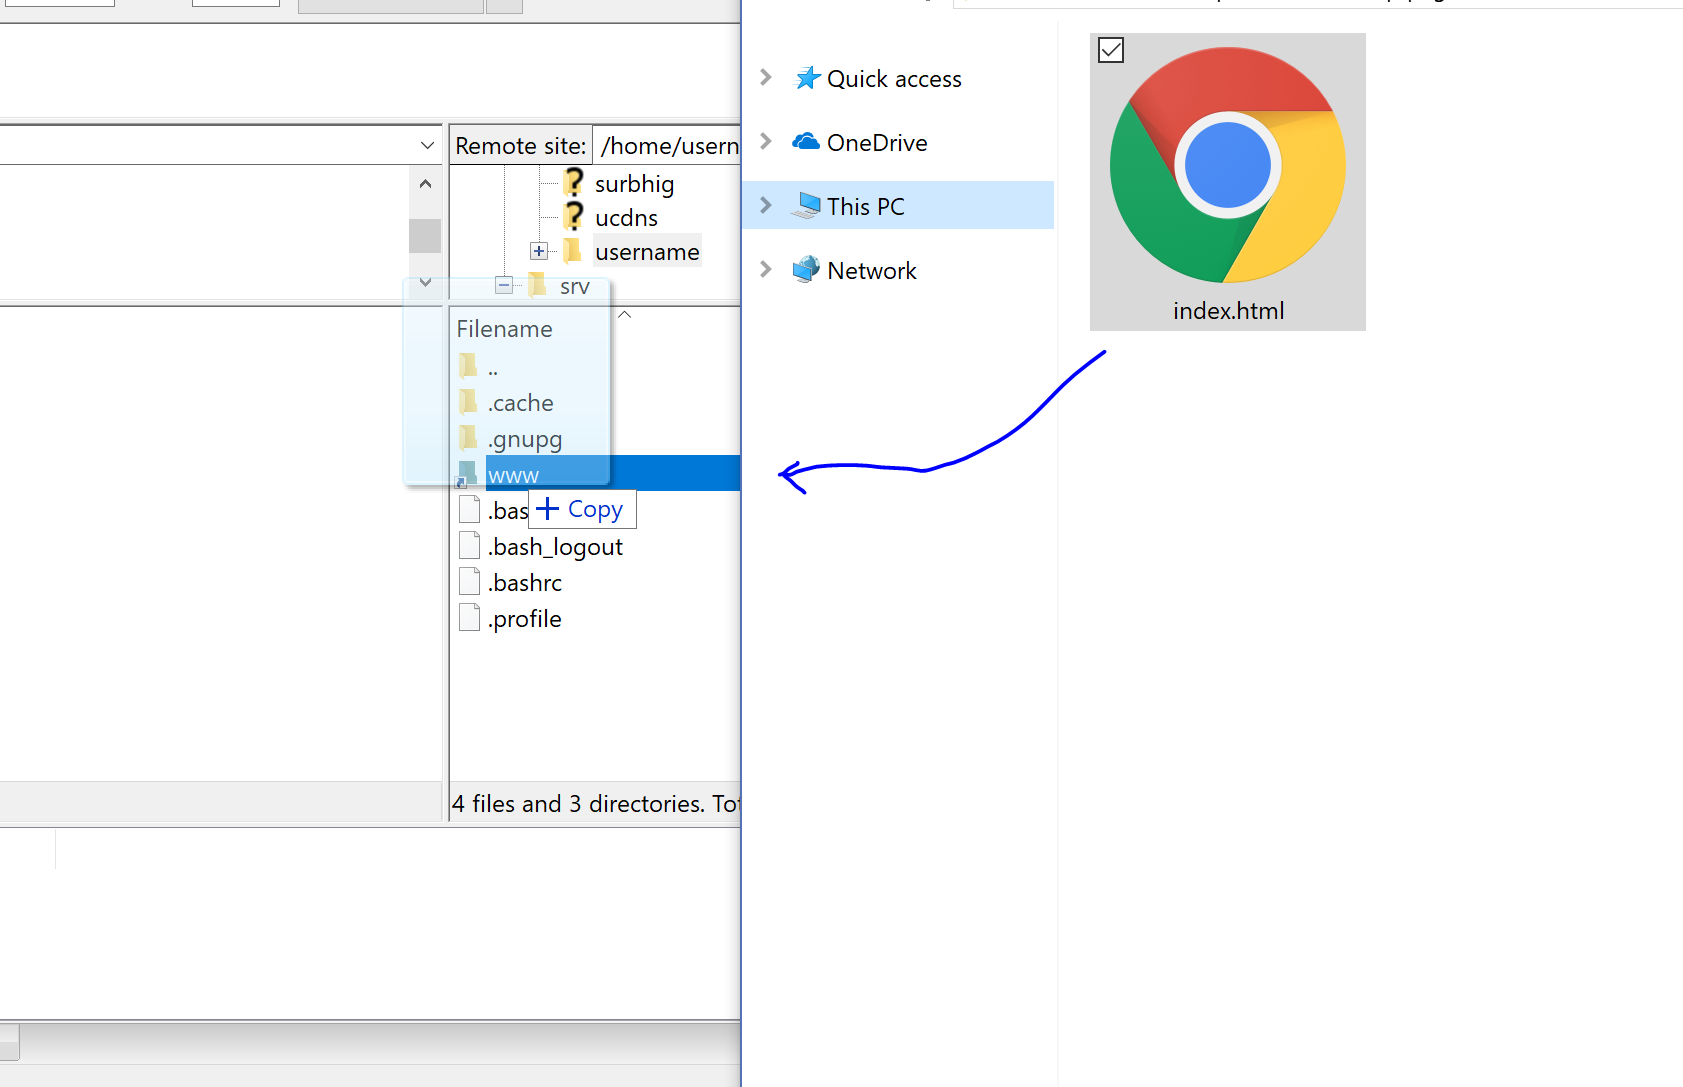 Remote site: /home/usern
surbhig
ucdns
username
srv
Filename
..
.cache
.gnupg
www
.bas
Copy
.bash_logout
.bashrc
.profile
4 files and 3 directories. Tot
Quick access
OneDrive
This PC
Network
index.html